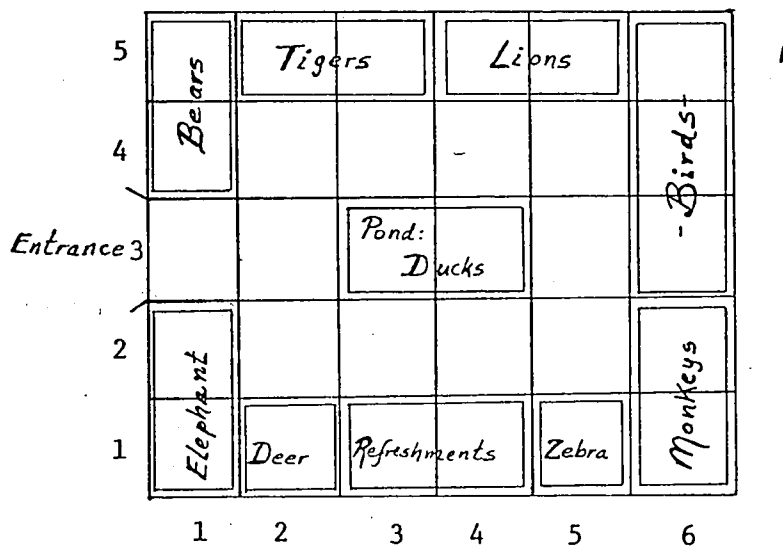 5
Bears
Tigers
Lions
- Birds -
4
Entrance 3
Pond:
Ducks
2
Elephant
Monkeys
1
Deer
Refreshments
Zebra
1 2 3 4 5 6